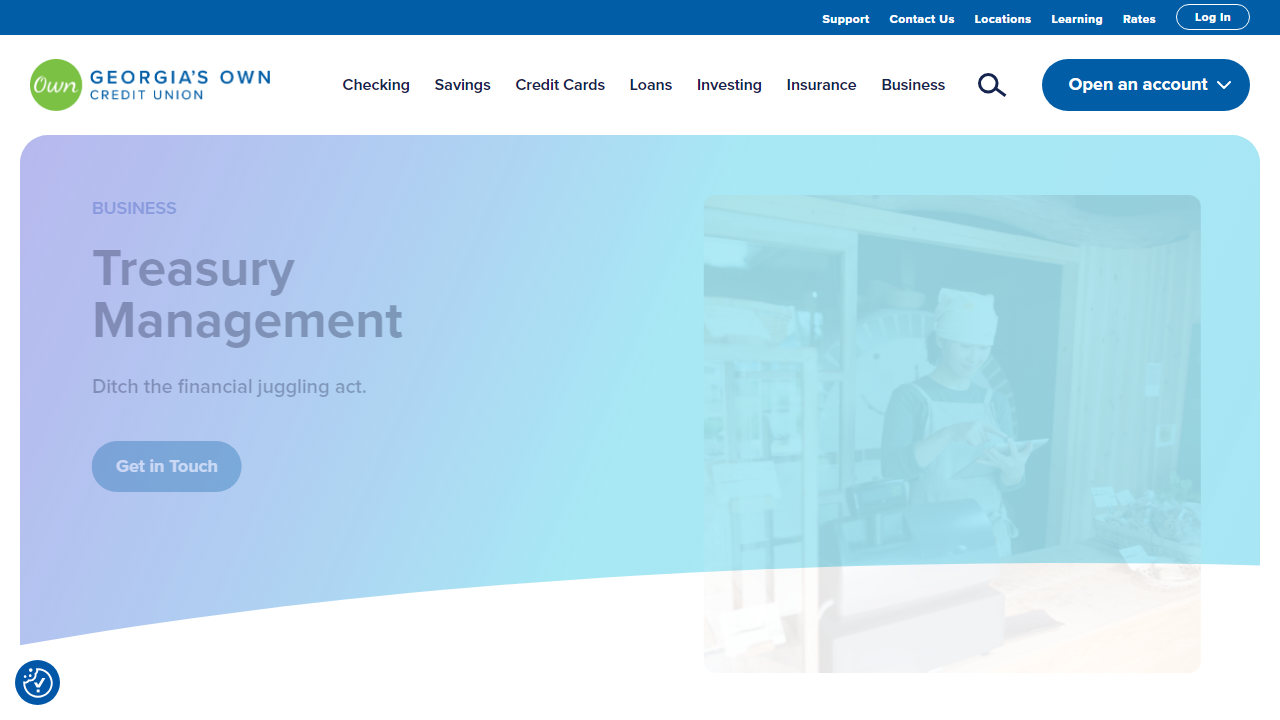 Support Contact Us Locations Learning Rates Log In
Own GEORGIA'S OWN
CREDIT UNION
Checking Savings Credit Cards Loans Investing Insurance Business Open an account
BUSINESS
Treasury
Management
Ditch the financial juggling act.
Get in Touch